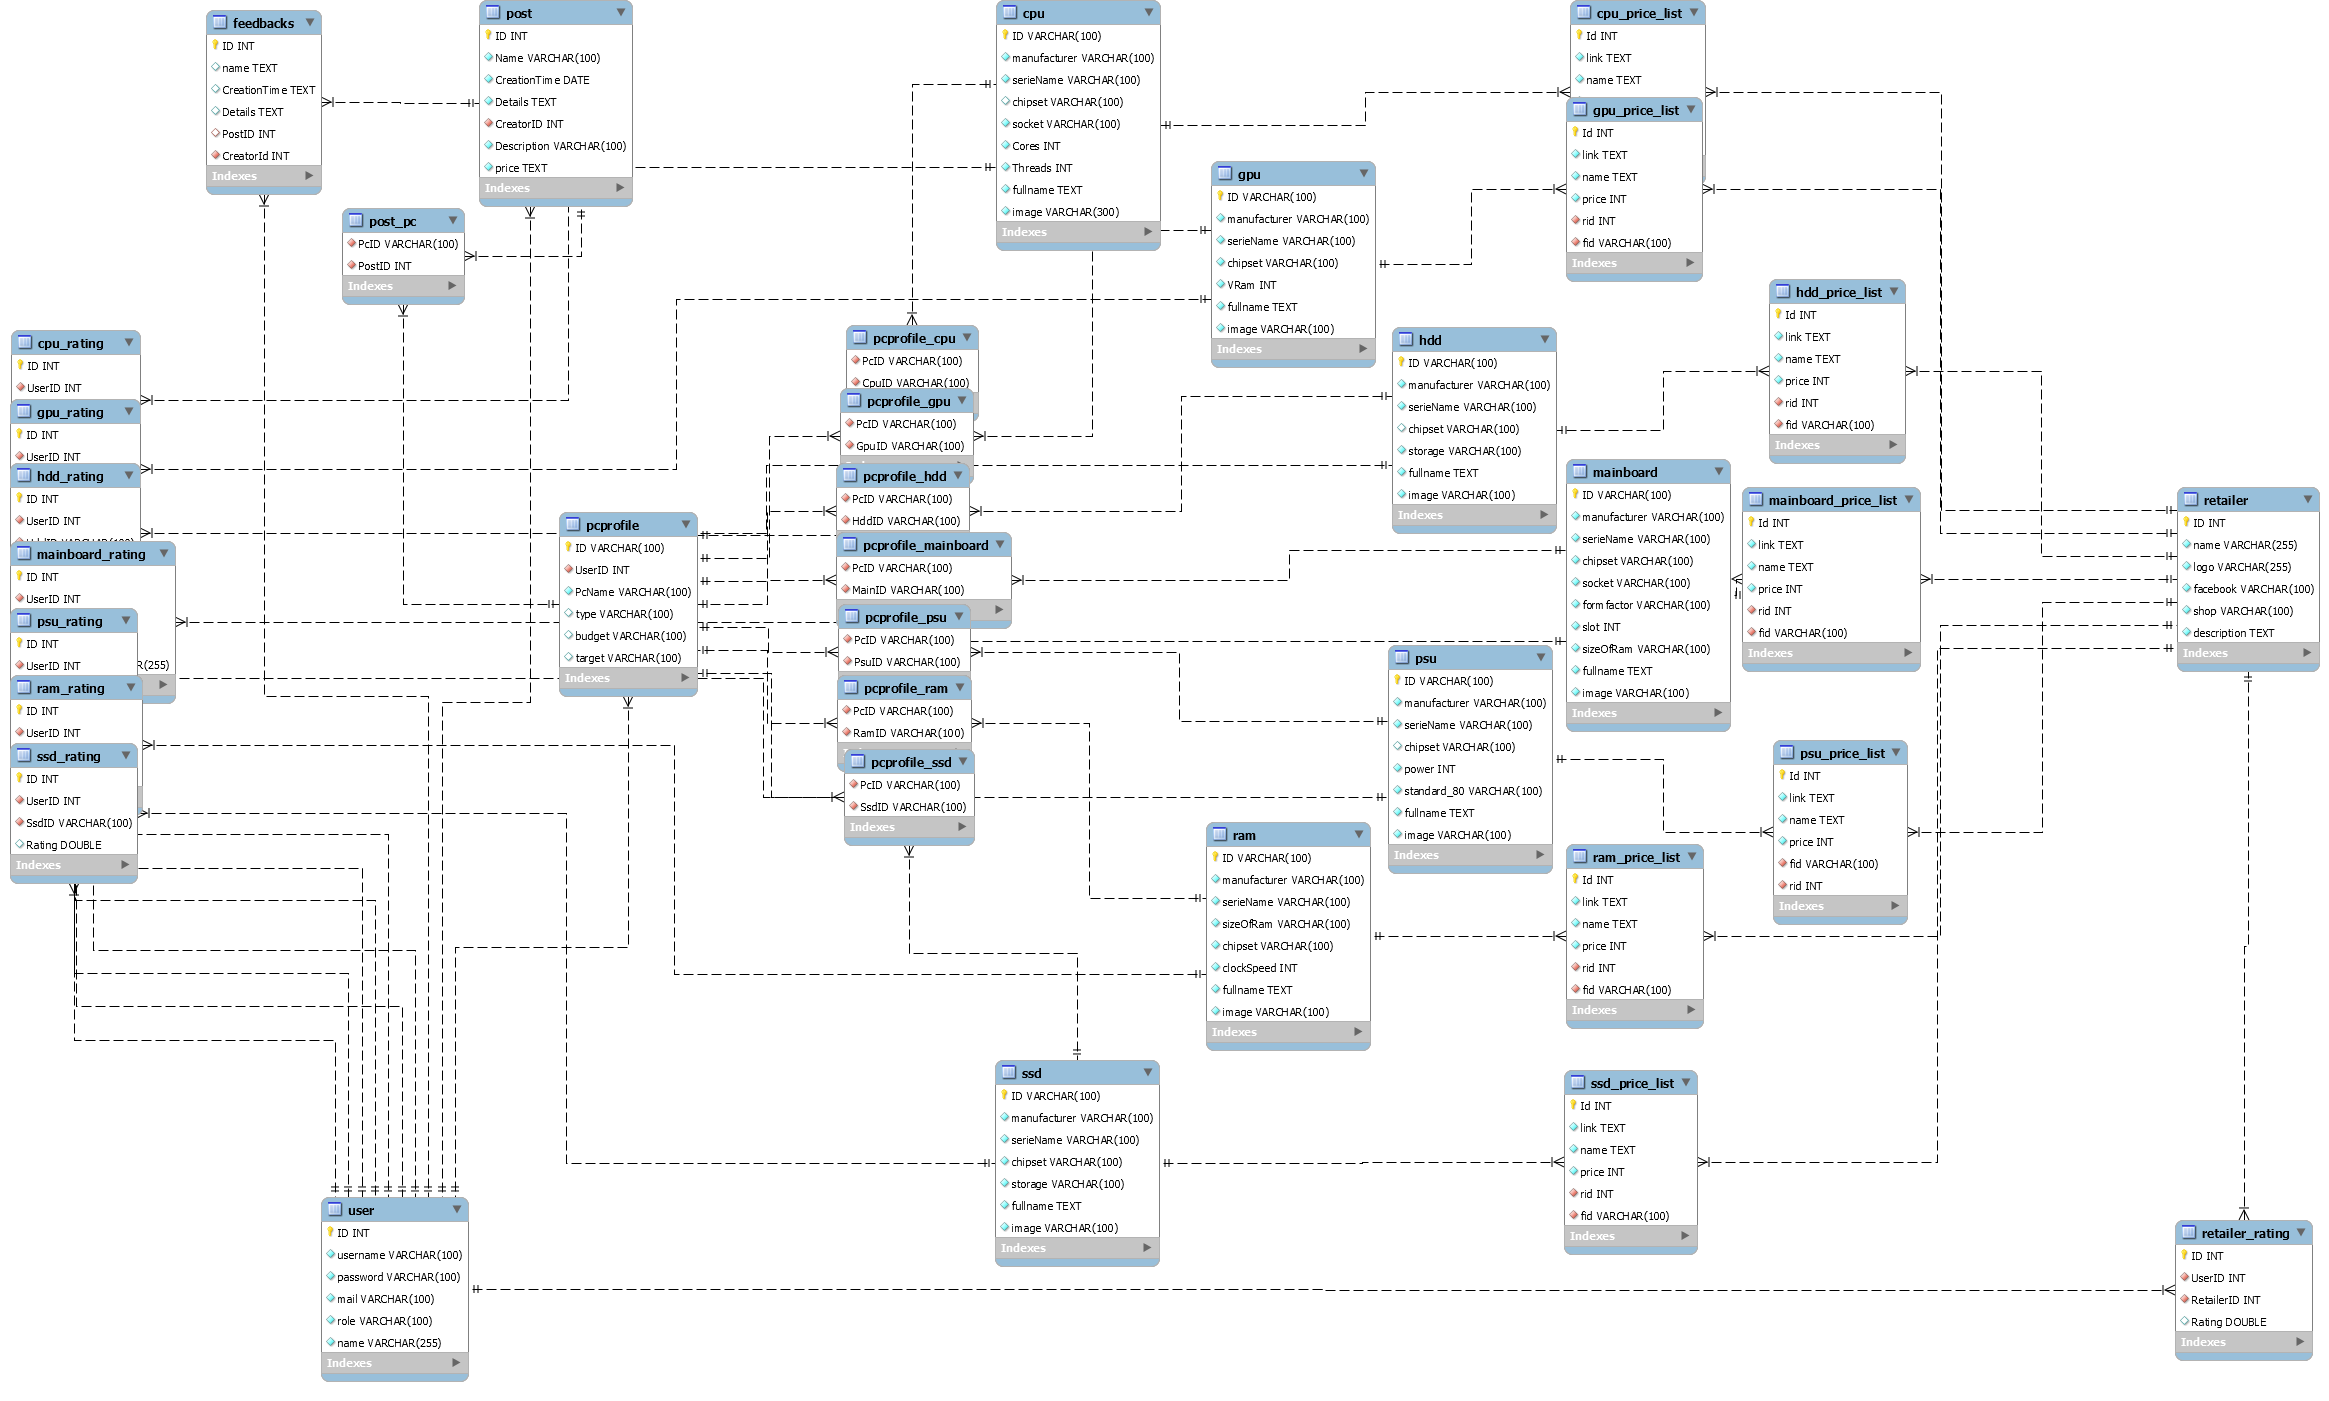 feedbacks
ID INT
name TEXT
CreationTime TEXT
Details TEXT
PostID INT
CreatorId INT
Indexes
post
ID INT
Name VARCHAR(100)
CreationTime DATE
Details TEXT
CreatorID INT
Description VARCHAR(100)
price TEXT
Indexes
cpu
ID VARCHAR(100)
manufacturer VARCHAR(100)
serieName VARCHAR(100)
chipset VARCHAR(100)
socket VARCHAR(100)
Cores INT
Threads INT
fullname TEXT
image VARCHAR(300)
Indexes
cpu_price_list
Id INT
link TEXT
name TEXT
gpu_price_list
Id INT
link TEXT
name TEXT
price INT
rid INT
fid VARCHAR(100)
Indexes
gpu
ID VARCHAR(100)
manufacturer VARCHAR(100)
serieName VARCHAR(100)
chipset VARCHAR(100)
VRam INT
fullname TEXT
image VARCHAR(100)
Indexes
post_pc
PcID VARCHAR(100)
PostID INT
Indexes
hdd_price_list
Id INT
link TEXT
name TEXT
price INT
rid INT
fid VARCHAR(100)
Indexes
cpu_rating
ID INT
UserID INT
gpu_rating
ID INT
UserID INT
hdd_rating
ID INT
UserID INT
mainboard_rating
ID INT
UserID INT
R(255)
psu_rating
ID INT
UserID INT
ram_rating
ID INT
UserID INT
ssd_rating
ID INT
UserID INT
SsdID VARCHAR(100)
Rating DOUBLE
Indexes
pcprofile
ID VARCHAR(100)
UserID INT
PcName VARCHAR(100)
type VARCHAR(100)
budget VARCHAR(100)
target VARCHAR(100)
Indexes
pcprofile_cpu
PcID VARCHAR(100)
CpuID VARCHAR(100)
pcprofile_gpu
PcID VARCHAR(100)
GpuID VARCHAR(100)
pcprofile_hdd
PcID VARCHAR(100)
HddID VARCHAR(100)
pcprofile_mainboard
PcID VARCHAR(100)
MainID VARCHAR(100)
pcprofile_psu
PcID VARCHAR(100)
PsuID VARCHAR(100)
pcprofile_ram
PcID VARCHAR(100)
RamID VARCHAR(100)
pcprofile_ssd
PcID VARCHAR(100)
SsdID VARCHAR(100)
Indexes
hdd
ID VARCHAR(100)
manufacturer VARCHAR(100)
serieName VARCHAR(100)
chipset VARCHAR(100)
storage VARCHAR(100)
fullname TEXT
image VARCHAR(100)
Indexes
mainboard
ID VARCHAR(100)
manufacturer VARCHAR(100)
serieName VARCHAR(100)
chipset VARCHAR(100)
socket VARCHAR(100)
formfactor VARCHAR(100)
slot INT
sizeOfRam VARCHAR(100)
fullname TEXT
image VARCHAR(100)
Indexes
mainboard_price_list
Id INT
link TEXT
name TEXT
price INT
rid INT
fid VARCHAR(100)
Indexes
retailer
ID INT
name VARCHAR(255)
logo VARCHAR(255)
facebook VARCHAR(100)
shop VARCHAR(100)
description TEXT
Indexes
psu
ID VARCHAR(100)
manufacturer VARCHAR(100)
serieName VARCHAR(100)
chipset VARCHAR(100)
power INT
standard_80 VARCHAR(100)
fullname TEXT
image VARCHAR(100)
Indexes
psu_price_list
Id INT
link TEXT
name TEXT
price INT
fid VARCHAR(100)
rid INT
Indexes
ram
ID VARCHAR(100)
manufacturer VARCHAR(100)
serieName VARCHAR(100)
sizeOfRam VARCHAR(100)
chipset VARCHAR(100)
clockSpeed INT
fullname TEXT
image VARCHAR(100)
Indexes
ram_price_list
Id INT
link TEXT
name TEXT
price INT
rid INT
fid VARCHAR(100)
Indexes
ssd
ID VARCHAR(100)
manufacturer VARCHAR(100)
serieName VARCHAR(100)
chipset VARCHAR(100)
storage VARCHAR(100)
fullname TEXT
image VARCHAR(100)
Indexes
ssd_price_list
Id INT
link TEXT
name TEXT
price INT
rid INT
fid VARCHAR(100)
Indexes
user
ID INT
username VARCHAR(100)
password VARCHAR(100)
mail VARCHAR(100)
role VARCHAR(100)
name VARCHAR(255)
Indexes
retailer_rating
ID INT
UserID INT
RetailerID INT
Rating DOUBLE
Indexes